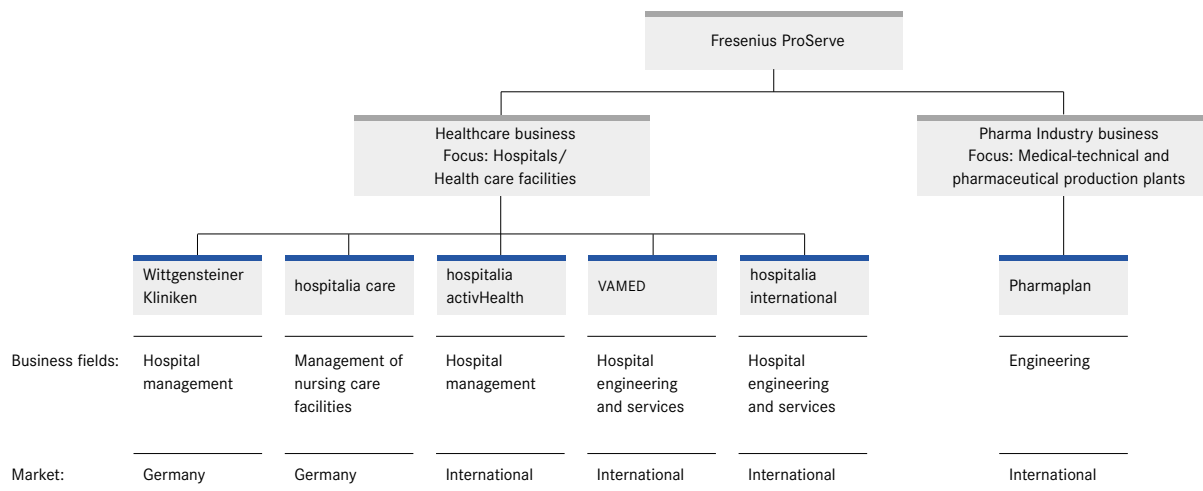 Fresenius ProServe
Healthcare business
Focus: Hospitals/
Health care facilities
Pharma Industry business
Focus: Medical-technical and
pharmaceutical production plants
Wittgensteiner
Kliniken
hospitalia care
hospitalia
activHealth
VAMED
hospitalia
international
Pharmaplan
Business fields:
Hospital
management
Management of
nursing care
facilities
Hospital
management
Hospital
engineering
and services
Hospital
engineering
and services
Engineering
Market:
Germany
Germany
International
International
International
International